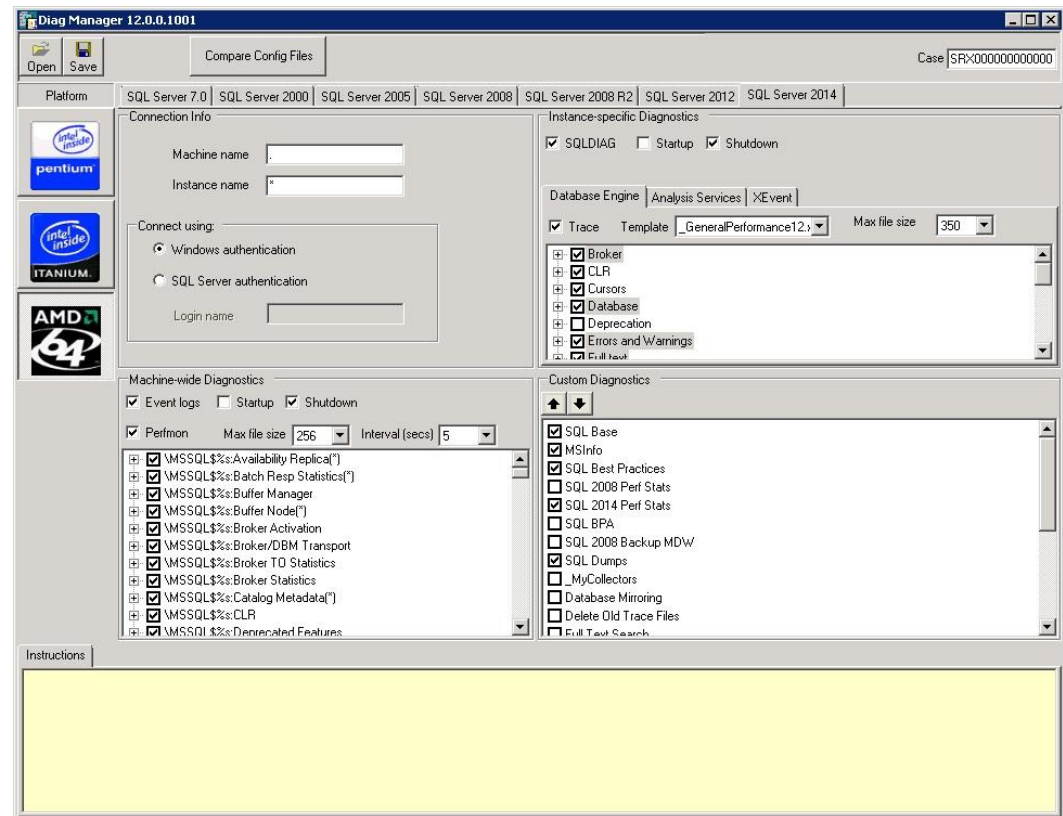 Diag Manager 12.0.0.1001
Open
Save
Compare Config Files
Case SRX000000000000
Platform
SQL Server 7.0
SQL Server 2000
SQL Server 2005
SQL Server 2008
SQL Server 2008 R2
SQL Server 2012
SQL Server 2014
intel inside
pentium
intel inside
ITANIUM.
AMD
64
Connection Info
Machine name .
Instance name *
Connect using:
Windows authentication
SQL Server authentication
Login name
Instance-specific Diagnostics
SQLDIAG Startup Shutdown
Database Engine
Analysis Services
XEvent
Trace Template _GeneralPerformance12.x Max file size 350
Broker
CLR
Cursors
Database
Deprecation
Errors and Warnings
Full text
Machine-wide Diagnostics
Event logs Startup Shutdown
Perfmon Max file size 256 Interval (secs) 5
\MSSQL$%s:Availability Replica(*)
\MSSQL$%s:Batch Resp Statistics(*)
\MSSQL$%s:Buffer Manager
\MSSQL$%s:Buffer Node(*)
\MSSQL$%s:Broker Activation
\MSSQL$%s:Broker/DBM Transport
\MSSQL$%s:Broker TO Statistics
\MSSQL$%s:Broker Statistics
\MSSQL$%s:Catalog Metadata(*)
\MSSQL$%s:CLR
\MSSQL$%s:Deprecated Features
Custom Diagnostics
SQL Base
MSInfo
SQL Best Practices
SQL 2008 Perf Stats
SQL 2014 Perf Stats
SQL BPA
SQL 2008 Backup MDW
SQL Dumps
_MyCollectors
Database Mirroring
Delete Old Trace Files
Full Text Search
Instructions